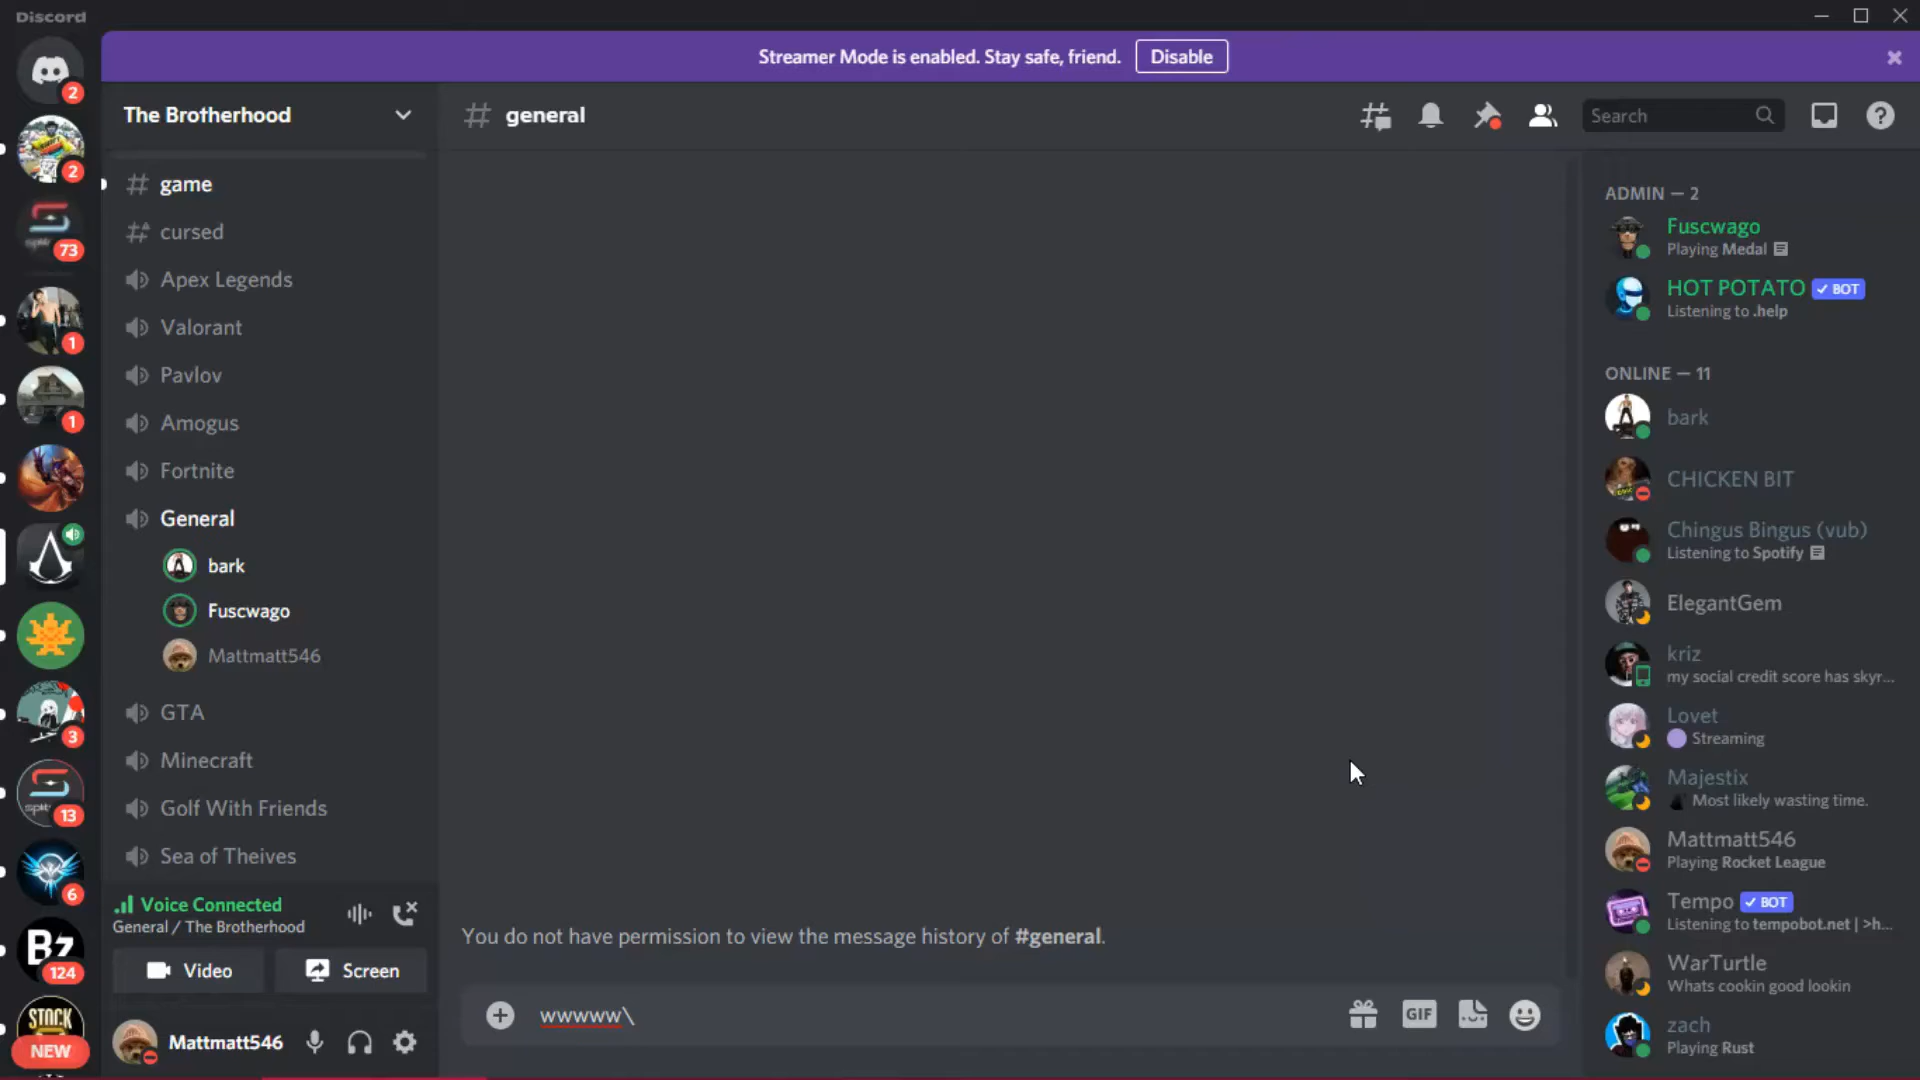 Discord
Streamer Mode is enabled. Stay safe, friend. Disable
The Brotherhood
general
Search
2
2
73
1
1
3
13
6
Bz
124
STOCK
NEW
game
cursed
Apex Legends
Valorant
Pavlov
Amogus
Fortnite
General
bark
Fuscwago
Mattmatt546
GTA
Minecraft
Golf With Friends
Sea of Theives
Voice Connected
General / The Brotherhood
Video Screen
Mattmatt546
You do not have permission to view the message history of #general.
wwwww\
GIF
ADMIN — 2
Fuscwago
Playing Medal
HOT POTATO ✓ BOT
Listening to .help
ONLINE — 11
bark
CHICKEN BIT
Chingus Bingus (vub)
Listening to Spotify
ElegantGem
kriz
my social credit score has skyr...
Lovet
Streaming
Majestix
Most likely wasting time.
Mattmatt546
Playing Rocket League
Tempo ✓ BOT
Listening to tempobot.net | >h...
WarTurtle
Whats cookin good lookin
zach
Playing Rust